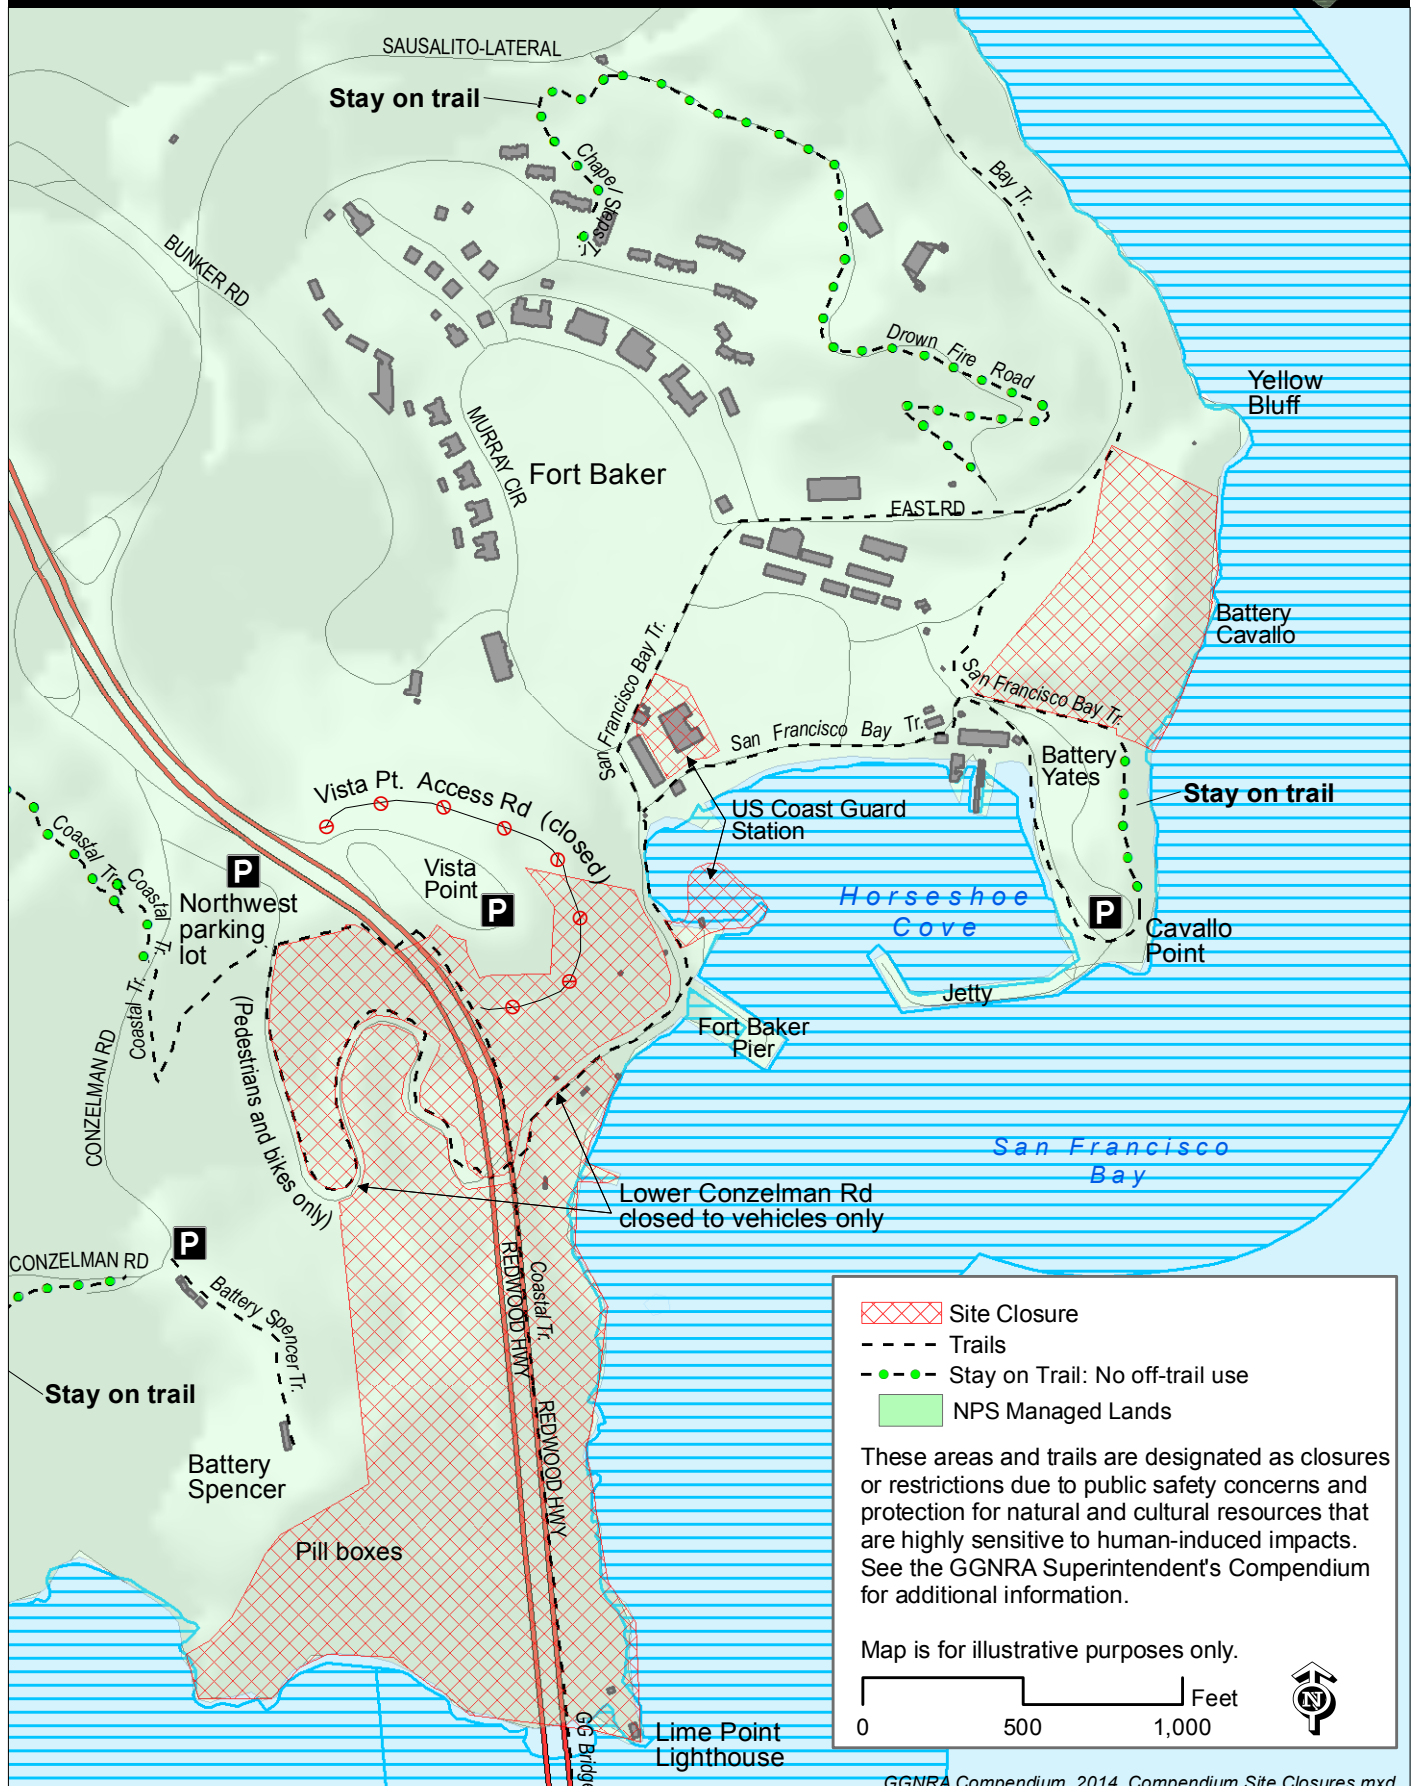 SAUSALITO-LATERAL
Stay on trail
Chapel Steps Tr.
Bay Tr.
BUNKER RD
Drown Fire Road
Yellow
Bluff
MURRAY CIR
Fort Baker
EAST RD
Battery
Cavallo
San Francisco Bay Tr.
San Francisco Bay Tr.
San Francisco Bay Tr.
Battery
Yates
Stay on trail
Vista Pt. Access Rd (closed)
US Coast Guard
Station
Coastal Tr.
Coastal Tr.
Coastal Tr.
P
Vista
Point
P
Northwest
parking
lot
Horseshoe
Cove
P
Cavallo
Point
Jetty
Fort Baker
Pier
(Pedestrians and bikes only)
CONZELMAN RD
San Francisco
Bay
Lower Conzelman Rd
closed to vehicles only
P
CONZELMAN RD
Battery Spencer Tr.
REDWOOD HWY
Coastal Tr.
REDWOOD HWY
Stay on trail
Battery
Spencer
Pill boxes
GG Bridge
Lime Point
Lighthouse
Site Closure
Trails
Stay on Trail: No off-trail use
NPS Managed Lands
These areas and trails are designated as closures
or restrictions due to public safety concerns and
protection for natural and cultural resources that
are highly sensitive to human-induced impacts.
See the GGNRA Superintendent's Compendium
for additional information.
Map is for illustrative purposes only.
Feet
0 500 1,000
N
GGNRA Compendium_2014_Compendium Site Closures.mxd